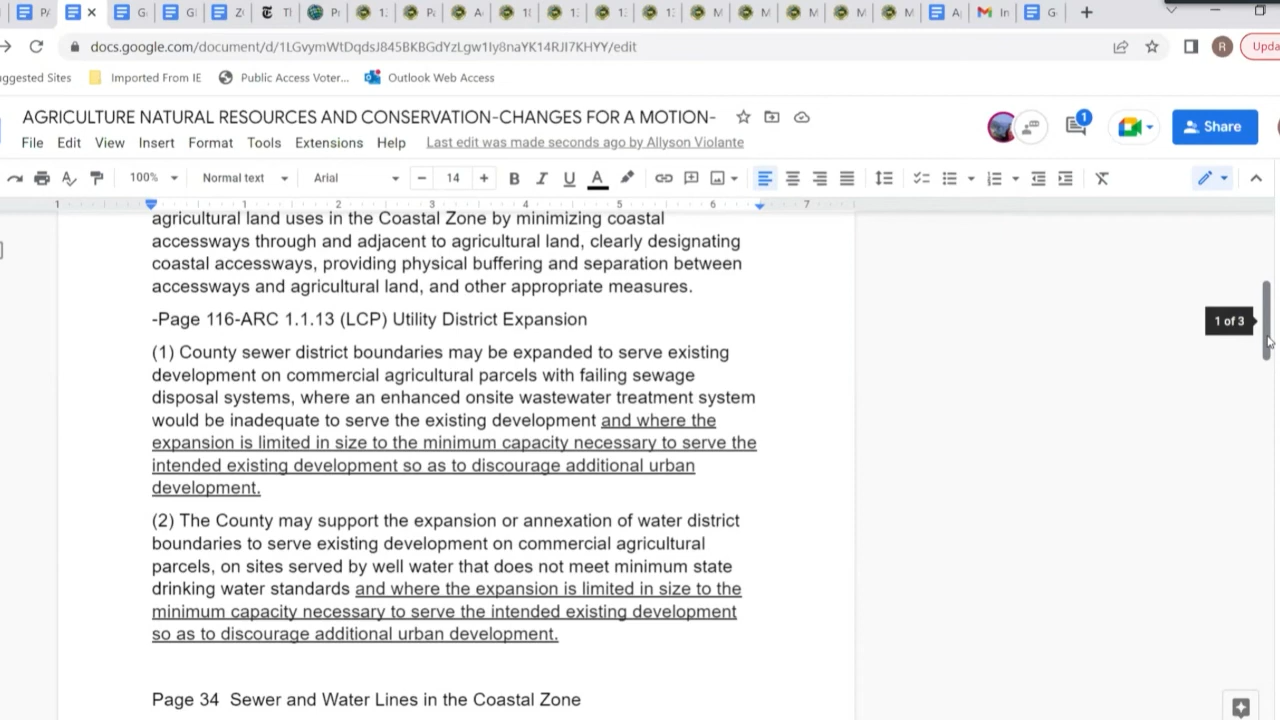 docs.google.com/document/d/1LGvymWtDqdsJ845BKBGdYzLgw1Iy8naYK14RJI7KHYY/edit
R
Upda
ggested Sites Imported From IE Public Access Voter... Outlook Web Access
AGRICULTURE NATURAL RESOURCES AND CONSERVATION-CHANGES FOR A MOTION-
1
Share
File Edit View Insert Format Tools Extensions Help Last edit was made seconds ago by Allyson Violante
100% Normal text Arial - 14 + B I U A
1 1 2 3 4 5 6 7
agricultural land uses in the Coastal Zone by minimizing coastal
accessways through and adjacent to agricultural land, clearly designating
coastal accessways, providing physical buffering and separation between
accessways and agricultural land, and other appropriate measures.
-Page 116-ARC 1.1.13 (LCP) Utility District Expansion
1 of 3
(1) County sewer district boundaries may be expanded to serve existing
development on commercial agricultural parcels with failing sewage
disposal systems, where an enhanced onsite wastewater treatment system
would be inadequate to serve the existing development and where the
expansion is limited in size to the minimum capacity necessary to serve the
intended existing development so as to discourage additional urban
development.
(2) The County may support the expansion or annexation of water district
boundaries to serve existing development on commercial agricultural
parcels, on sites served by well water that does not meet minimum state
drinking water standards and where the expansion is limited in size to the
minimum capacity necessary to serve the intended existing development
so as to discourage additional urban development.
Page 34 Sewer and Water Lines in the Coastal Zone